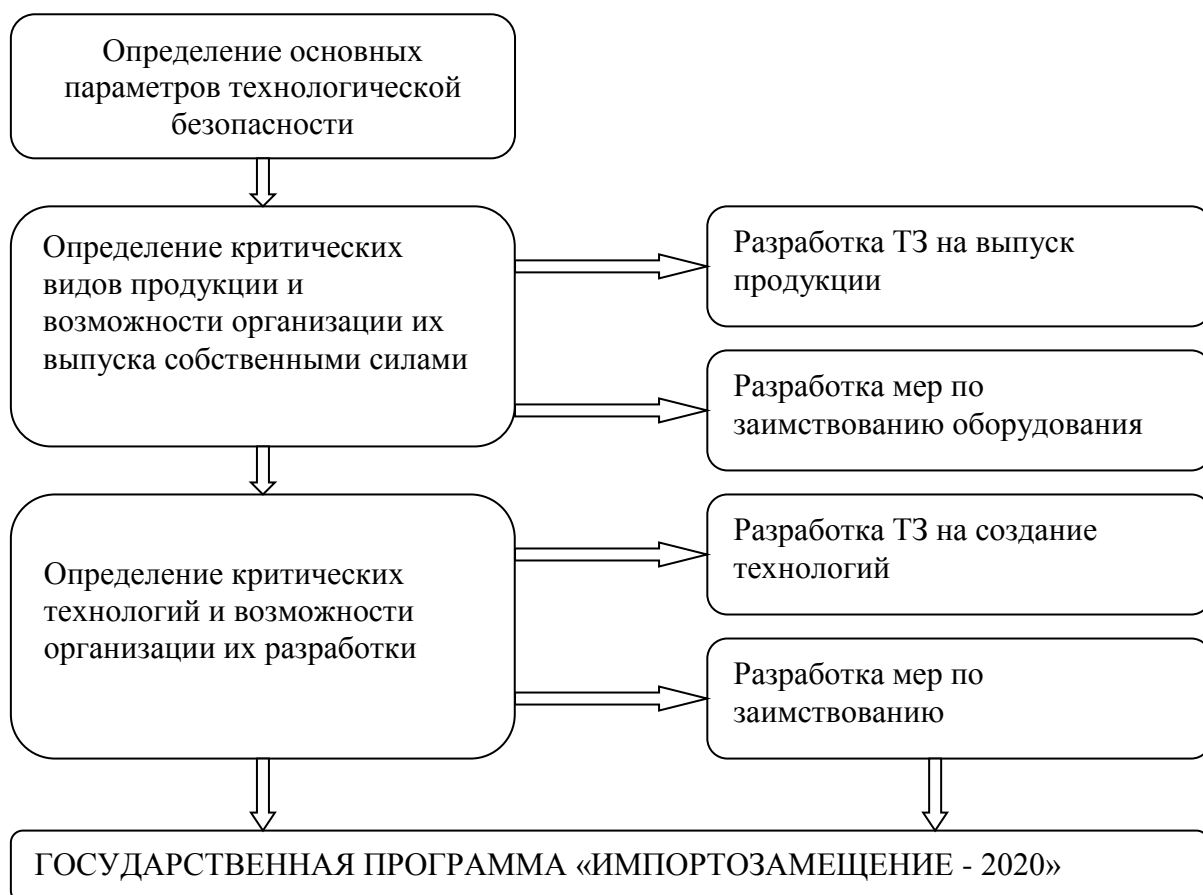 Определение основных
параметров технологической
безопасности
Определение критических
видов продукции и
возможности организации их
выпуска собственными силами
Разработка ТЗ на выпуск
продукции
Разработка мер по
заимствованию оборудования
Определение критических
технологий и возможности
организации их разработки
Разработка ТЗ на создание
технологий
Разработка мер по
заимствованию
ГОСУДАРСТВЕННАЯ ПРОГРАММА «ИМПОРТОЗАМЕЩЕНИЕ - 2020»